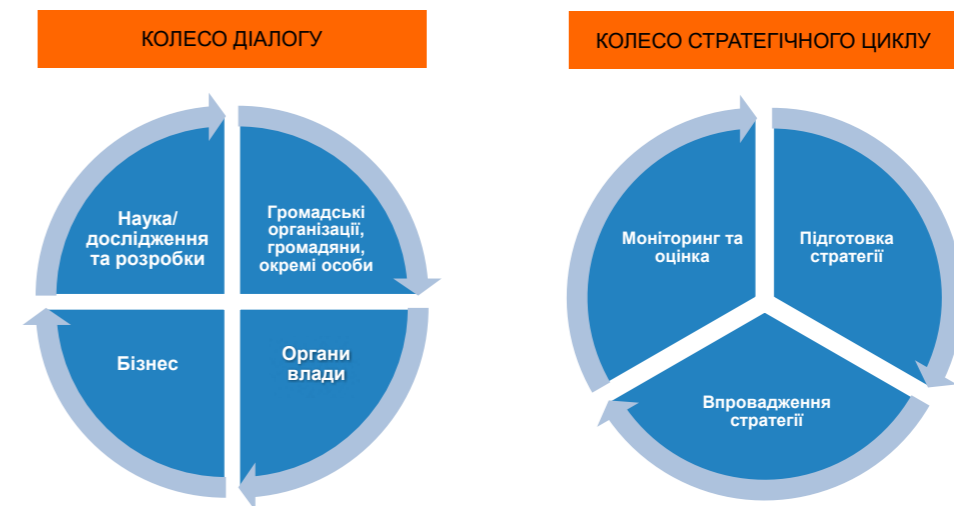 КОЛЕСО ДІАЛОГУ
Наука/
дослідження
та розробки
Громадські
організації,
громадяни,
окремі особи
Бізнес
Органи
влади
КОЛЕСО СТРАТЕГІЧНОГО ЦИКЛУ
Моніторинг та
оцінка
Підготовка
стратегії
Впровадження
стратегії